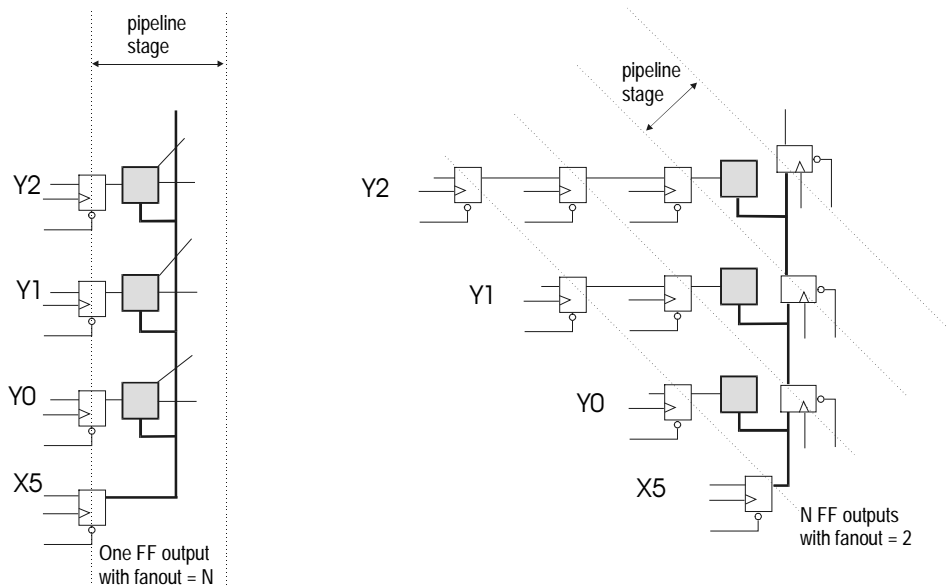 pipeline
stage
Y2
Y1
Y0
X5
One FF output
with fanout = N
pipeline
stage
Y2
Y1
Y0
X5
N FF outputs
with fanout = 2